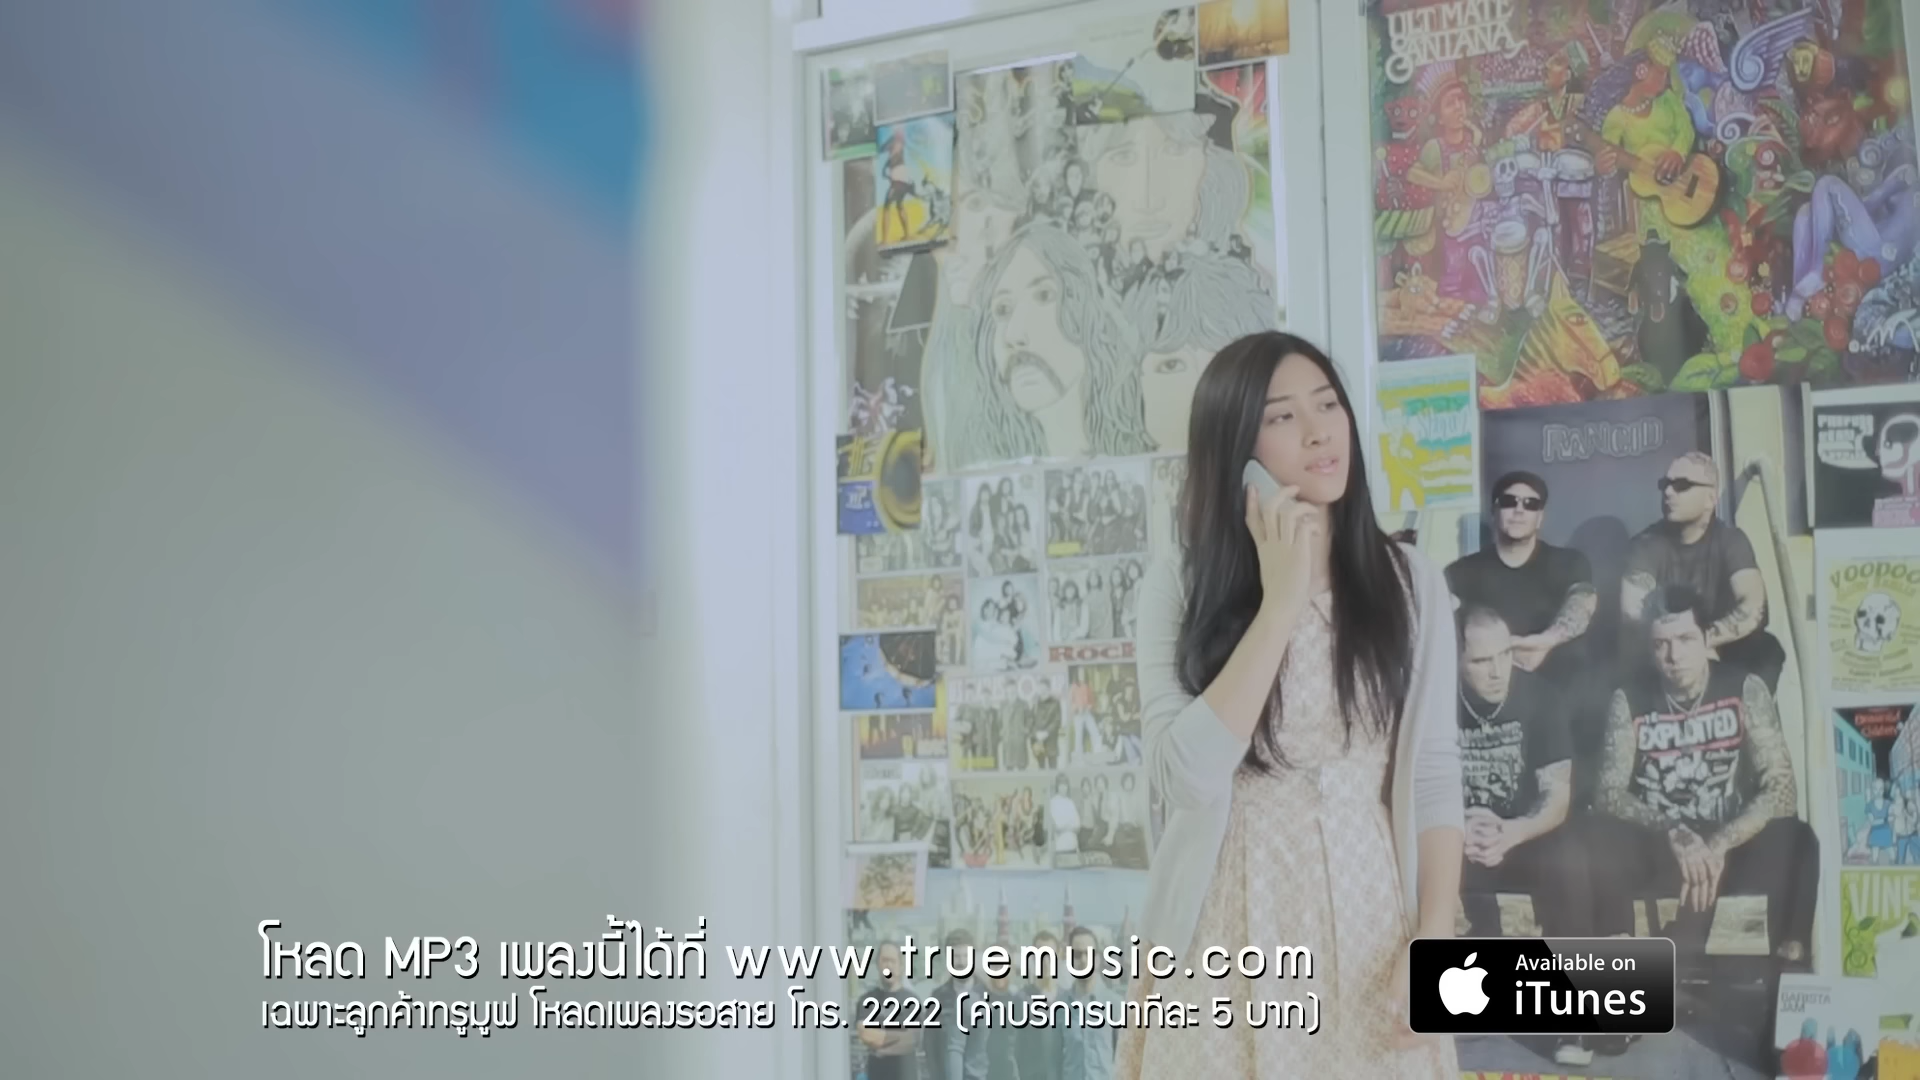 ULTIMATE
SANTANA
RANCID
ROCK
VOODOO
EXPLOITED
VINE
โหลด MP3 เพลงนี้ได้ที่ www.truemusic.com
เฉพาะลูกค้าทรูมูฟ โหลดเพลงรอสาย โทร. 2222 (ค่าบริการนาทีละ 5 บาท)
Available on
iTunes